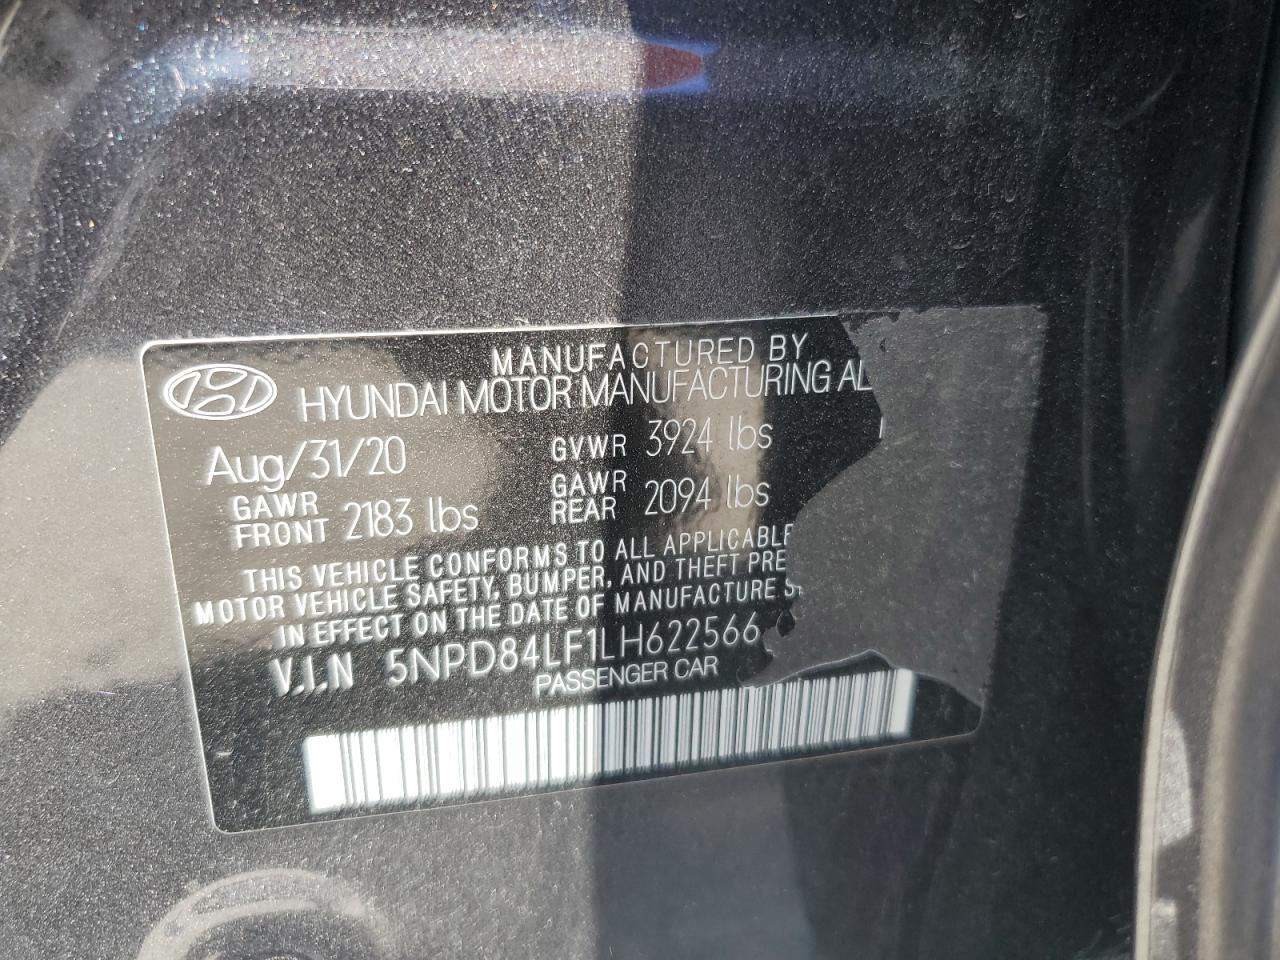 MANUFACTURED BY
HYUNDAI MOTOR MANUFACTURING AL
Aug/31/20 GVWR 3924 lbs
GAWR FRONT 2183 lbs GAWR REAR 2094 lbs
THIS VEHICLE CONFORMS TO ALL APPLICABLE
MOTOR VEHICLE SAFETY, BUMPER, AND THEFT PRE
IN EFFECT ON THE DATE OF MANUFACTURE
V.I.N 5NPD84LF1LH622566
PASSENGER CAR